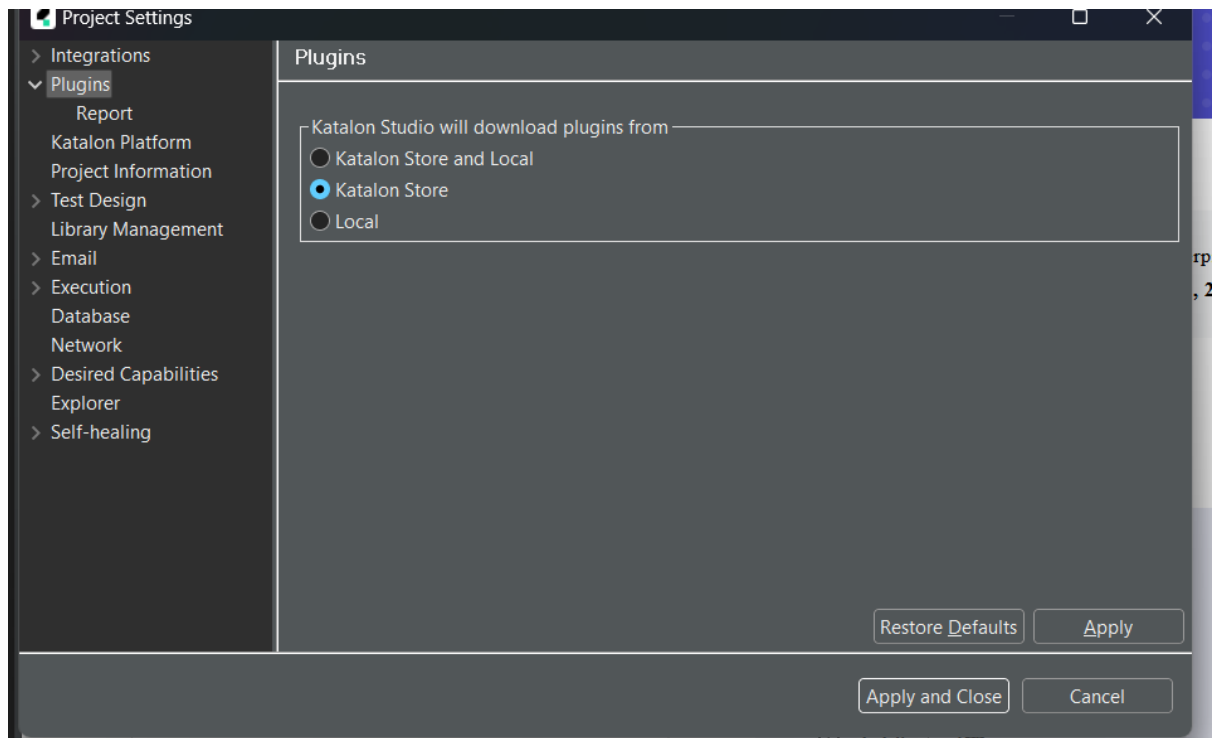 Project Settings
Integrations
Plugins
Report
Katalon Platform
Project Information
Test Design
Library Management
Email
Execution
Database
Network
Desired Capabilities
Explorer
Self-healing
Plugins
Katalon Studio will download plugins from
Katalon Store and Local
Katalon Store
Local
Restore Defaults
Apply
Apply and Close
Cancel
rp
, 2